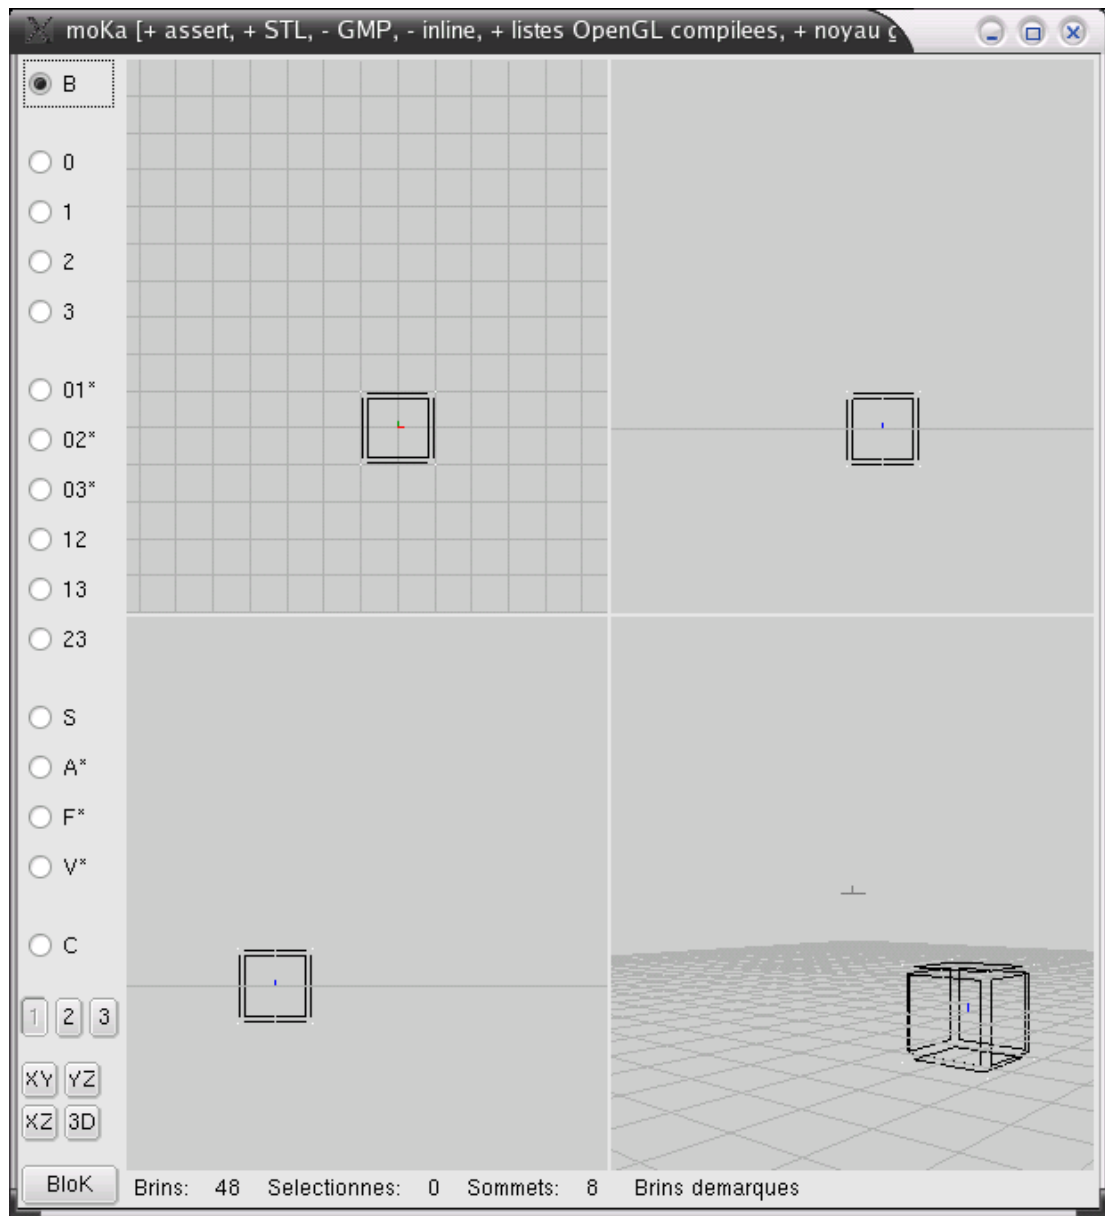 moKa [+ assert, + STL, - GMP, - inline, + listes OpenGL compilees, + noyau g
B
0
1
2
3
01*
02*
03*
12
13
23
S
A*
F*
V*
C
1 2 3
XY YZ
XZ 3D
BloK
Brins: 48 Selectionnes: 0 Sommets: 8 Brins demarques